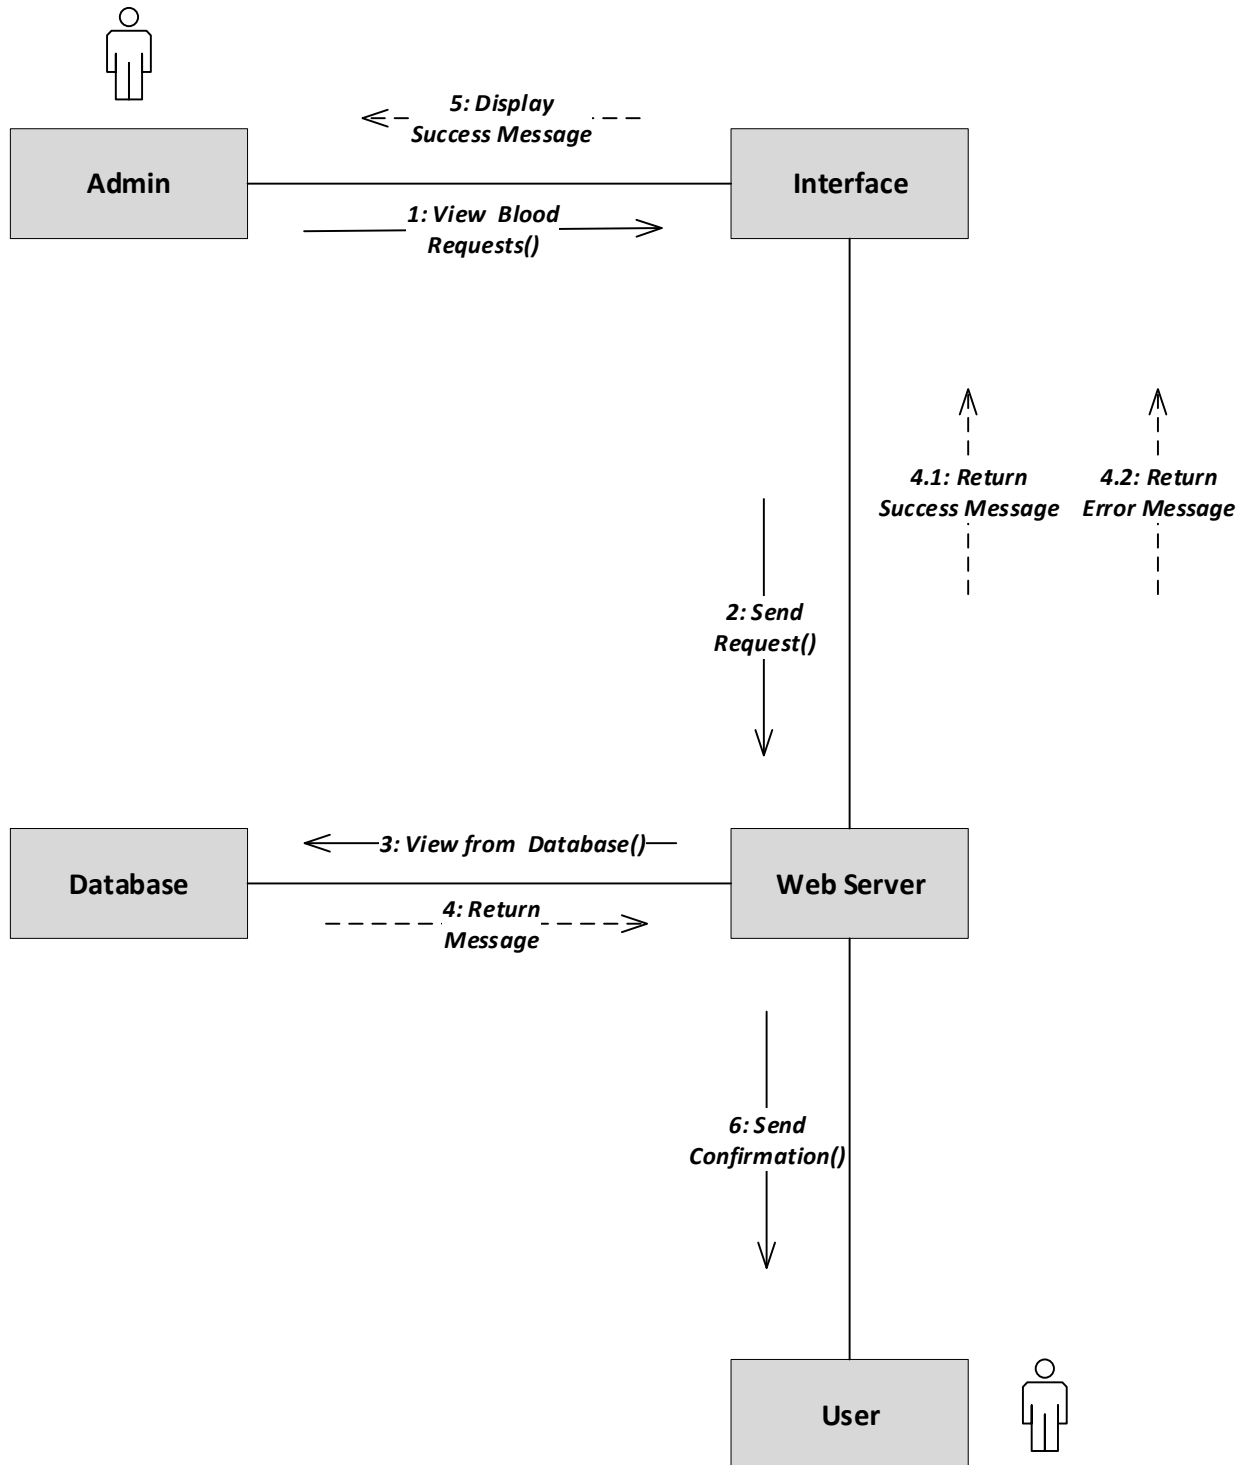 5: Display
Success Message
Admin
Interface
1: View  Blood
Requests()
4.1: Return
Success Message
4.2: Return
Error Message
2: Send
Request()
3: View from  Database()
Database
Web Server
4: Return
Message
6: Send
Confirmation()
User